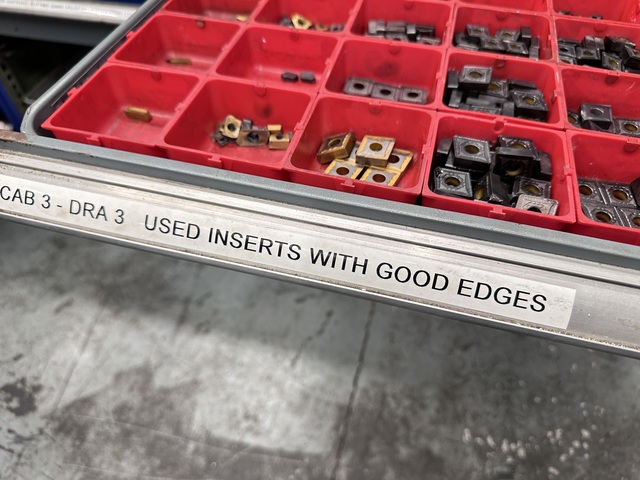 CAB 3 - DRA 3 USED INSERTS WITH GOOD EDGES